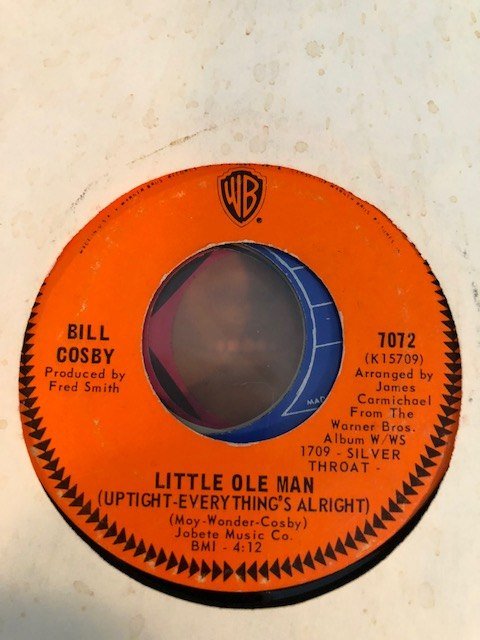 WB
®
BILL
COSBY
Produced by
Fred Smith
7072
(K15709)
Arranged by
James
Carmichael
From The
Warner Bros.
Album W/WS
1709 - SILVER
THROAT -
LITTLE OLE MAN
(UPTIGHT-EVERYTHING'S ALRIGHT)
(Moy-Wonder-Cosby)
Jobete Music Co.
BMI - 4:12
MAD